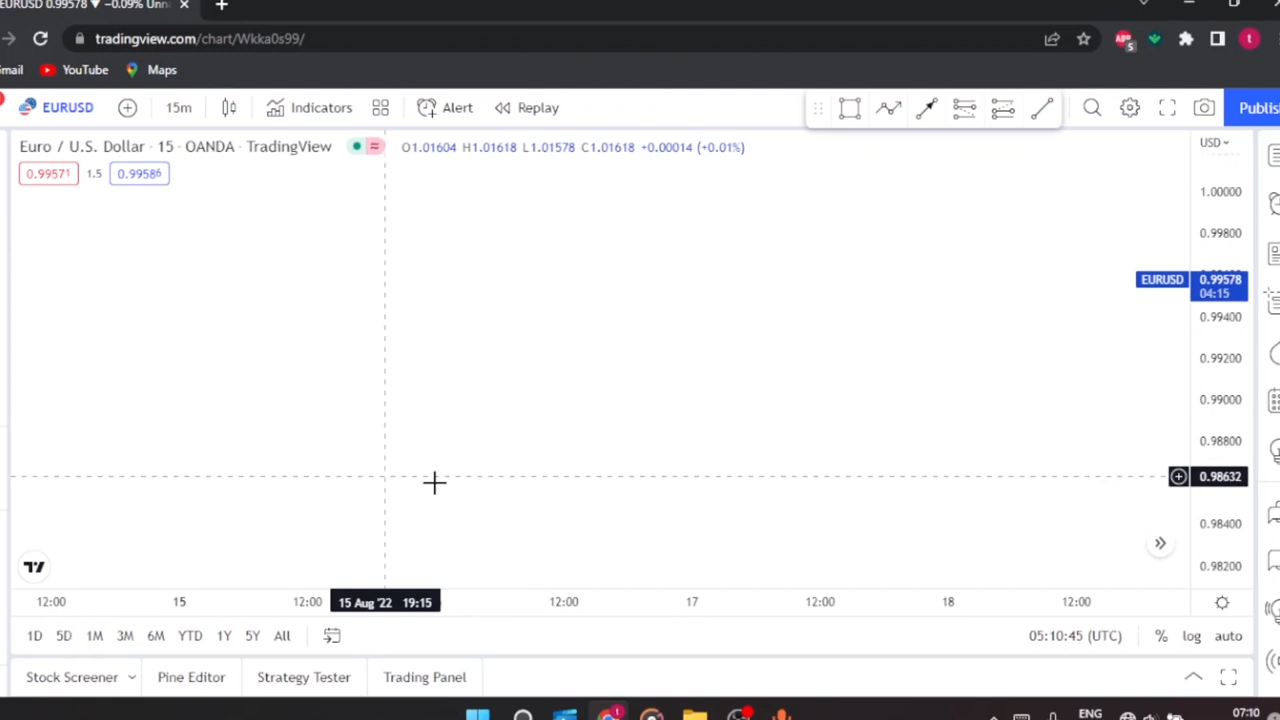 EURUSD 0.99578 ▼ −0.09% Unna
tradingview.com/chart/Wkka0s99/
ABP 5
t
mail YouTube Maps
EURUSD 15m Indicators Alert Replay Publis
Euro / U.S. Dollar · 15 · OANDA · TradingView O1.01604 H1.01618 L1.01578 C1.01618 +0.00014 (+0.01%)
USD
0.99571 1.5 0.99586
1.00000
0.99800
EURUSD 0.99578
04:15
0.99400
0.99200
0.99000
0.98800
0.98632
0.98400
0.98200
12:00 15 12:00 15 Aug '22 19:15 12:00 17 12:00 18 12:00
1D 5D 1M 3M 6M YTD 1Y 5Y All 05:10:45 (UTC) % log auto
Stock Screener Pine Editor Strategy Tester Trading Panel
ENG 07:10